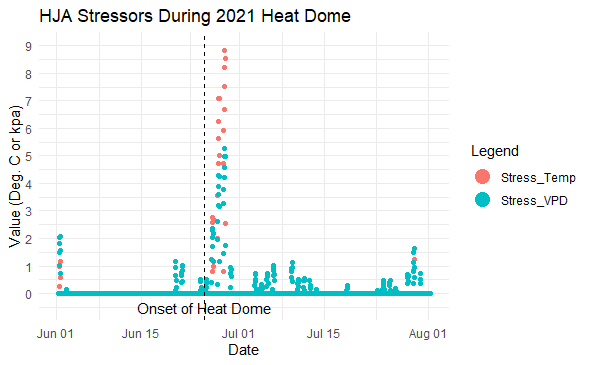 HJA Stressors During 2021 Heat Dome
Value (Deg. C or kpa)
9
8
7
6
5
4
3
2
1
0
Onset of Heat Dome
Jun 01
Jun 15
Jul 01
Jul 15
Aug 01
Date
Legend
Stress_Temp
Stress_VPD